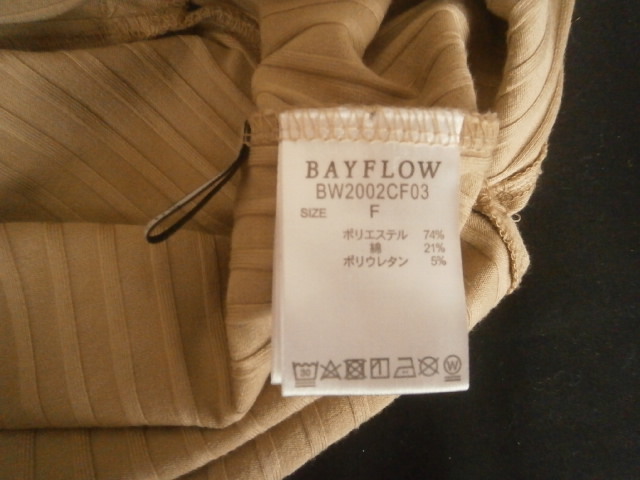 BAYFLOW
BW2002CF03
SIZE F
ポリエステル 74%
綿 21%
ポリウレタン 5%
W